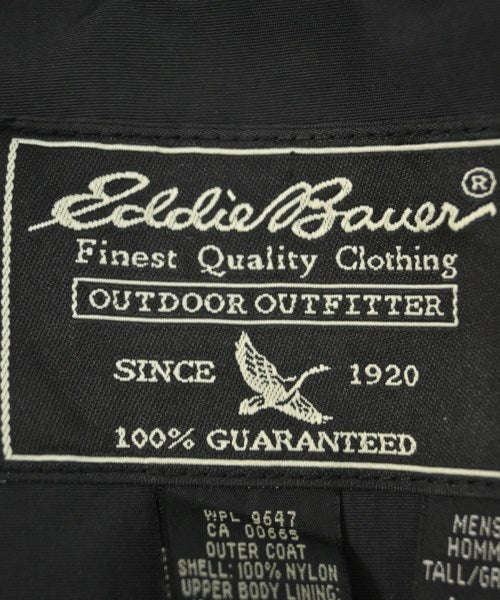 Eddie Bauer®
Finest Quality Clothing
OUTDOOR OUTFITTER
SINCE 1920
100% GUARANTEED
WPL 9647
CA 00665
OUTER COAT
SHELL: 100% NYLON
UPPER BODY LINING:
MENS
HOMM
TALL/GR